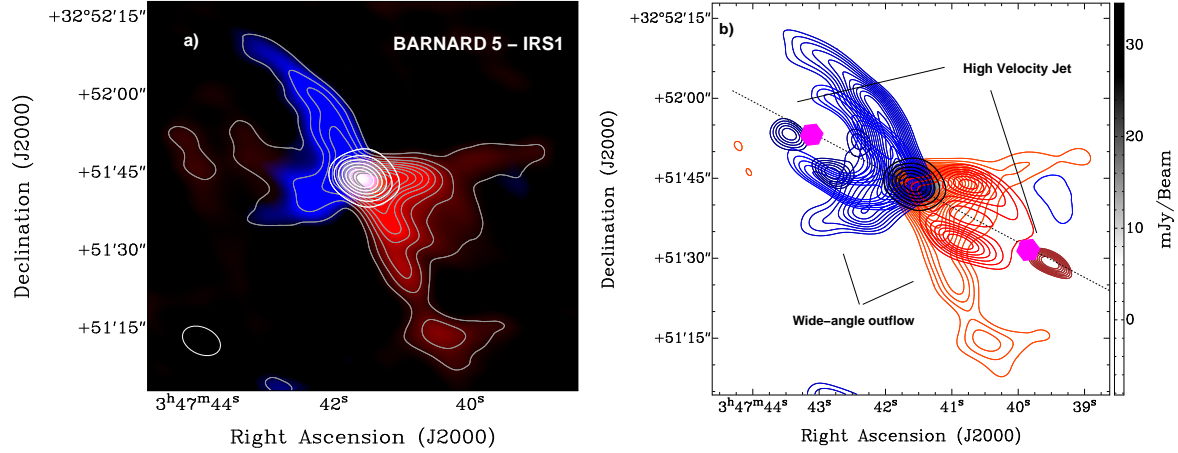 a)
BARNARD 5 – IRS1
+32°52′15″
+52′00″
+51′45″
+51′30″
+51′15″
Declination (J2000)
3ʰ47ᵐ44ˢ
42ˢ
40ˢ
Right Ascension (J2000)
b)
High Velocity Jet
Wide–angle outflow
+32°52′15″
+52′00″
+51′45″
+51′30″
+51′15″
Declination (J2000)
3ʰ47ᵐ44ˢ
43ˢ
42ˢ
41ˢ
40ˢ
39ˢ
Right Ascension (J2000)
30
20
10
0
mJy/Beam